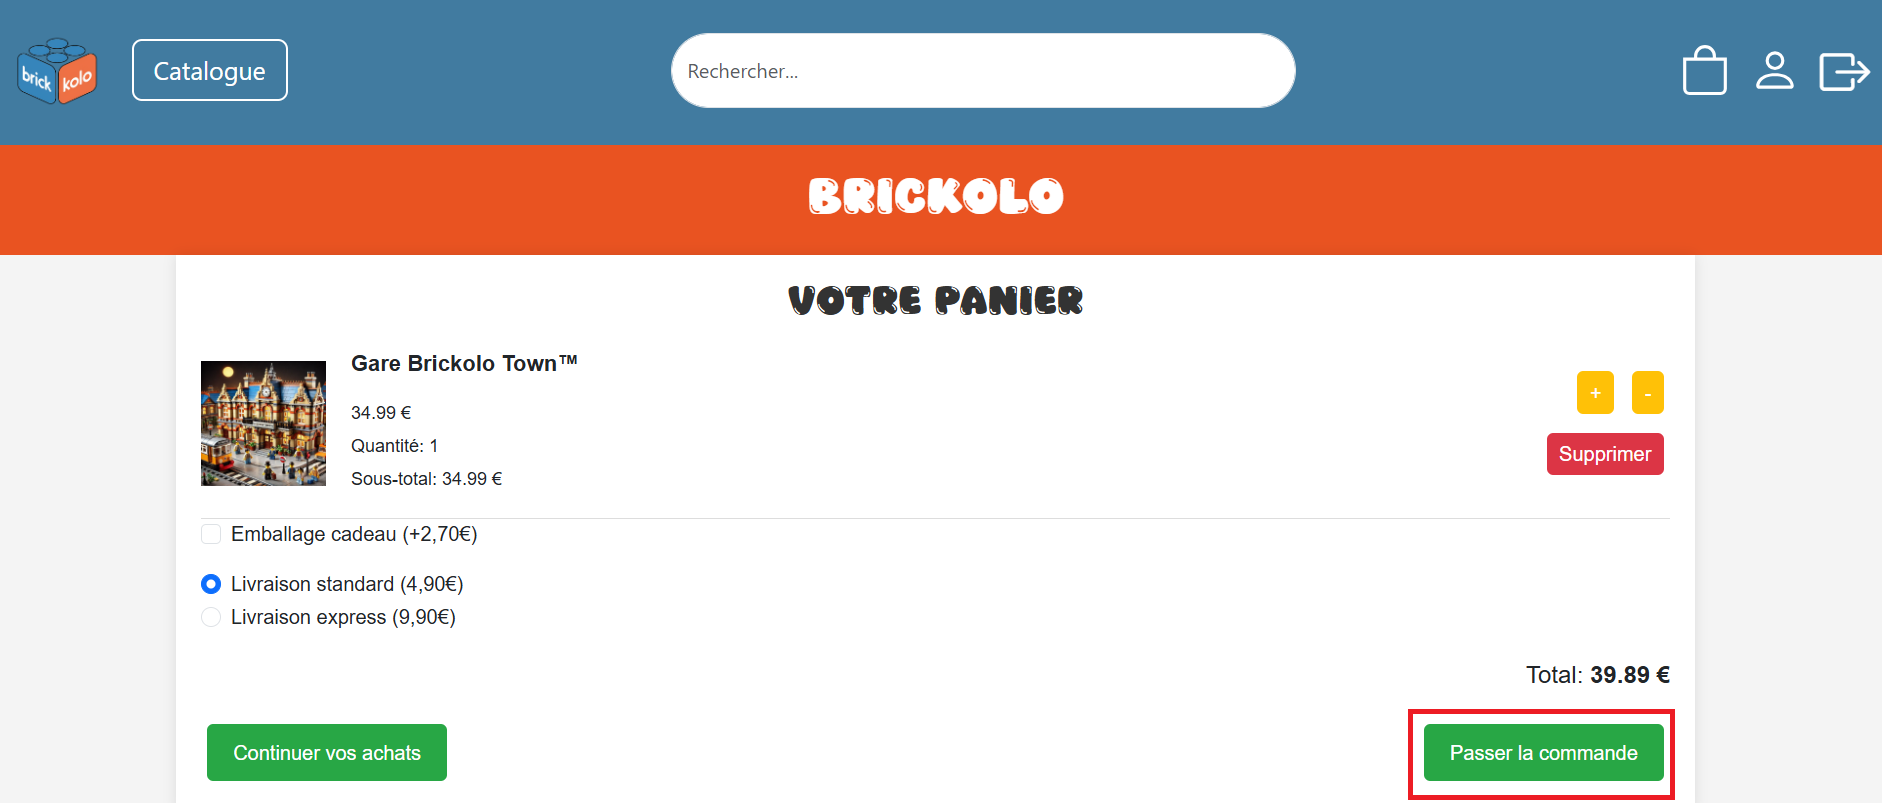 brick kolo
Catalogue
Rechercher...
BRICKOLO
VOTRE PANIER
Gare Brickolo Town™
34.99 €
Quantité: 1
Sous-total: 34.99 €
+ -
Supprimer
Emballage cadeau (+2,70€)
Livraison standard (4,90€)
Livraison express (9,90€)
Total: 39.89 €
Continuer vos achats
Passer la commande